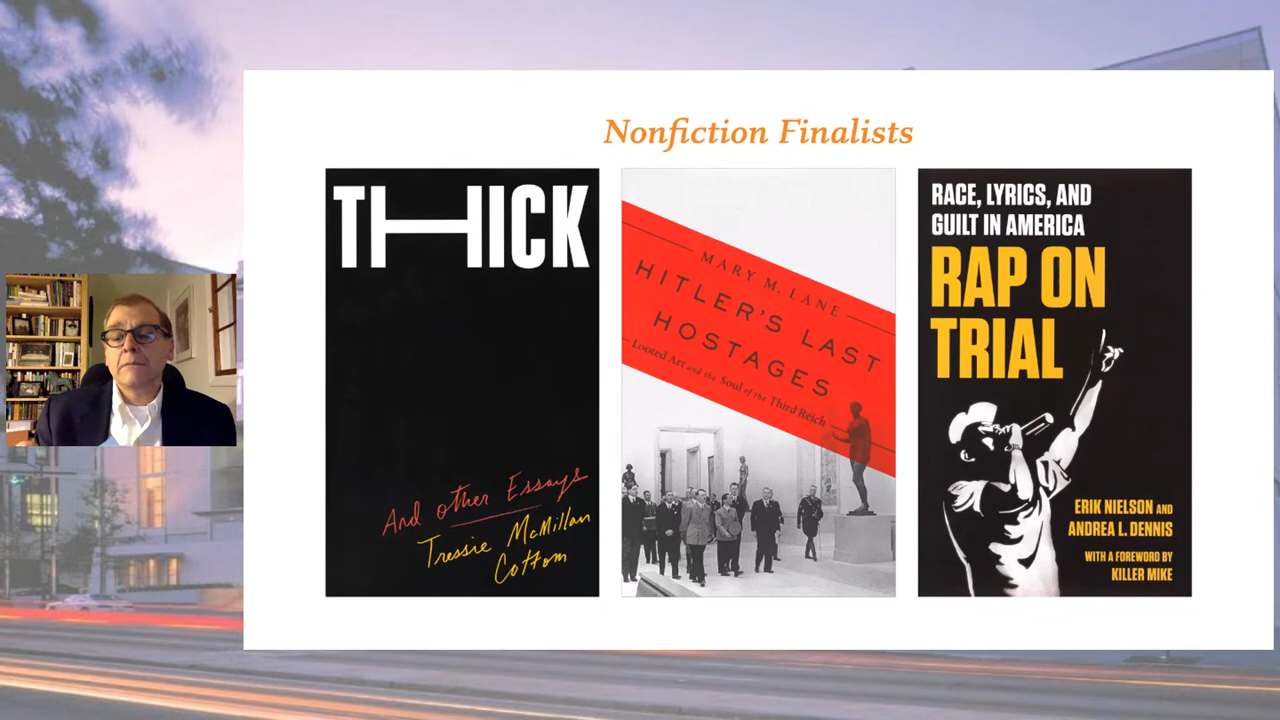 Nonfiction Finalists
THICK
And other Essays
Tressie McMillan
Cottom
MARY M. LANE
HITLER'S LAST
HOSTAGES
Looted Art and the Soul of the Third Reich
RACE, LYRICS, AND
GUILT IN AMERICA
RAP ON
TRIAL
ERIK NIELSON AND
ANDREA L. DENNIS
WITH A FOREWORD BY
KILLER MIKE